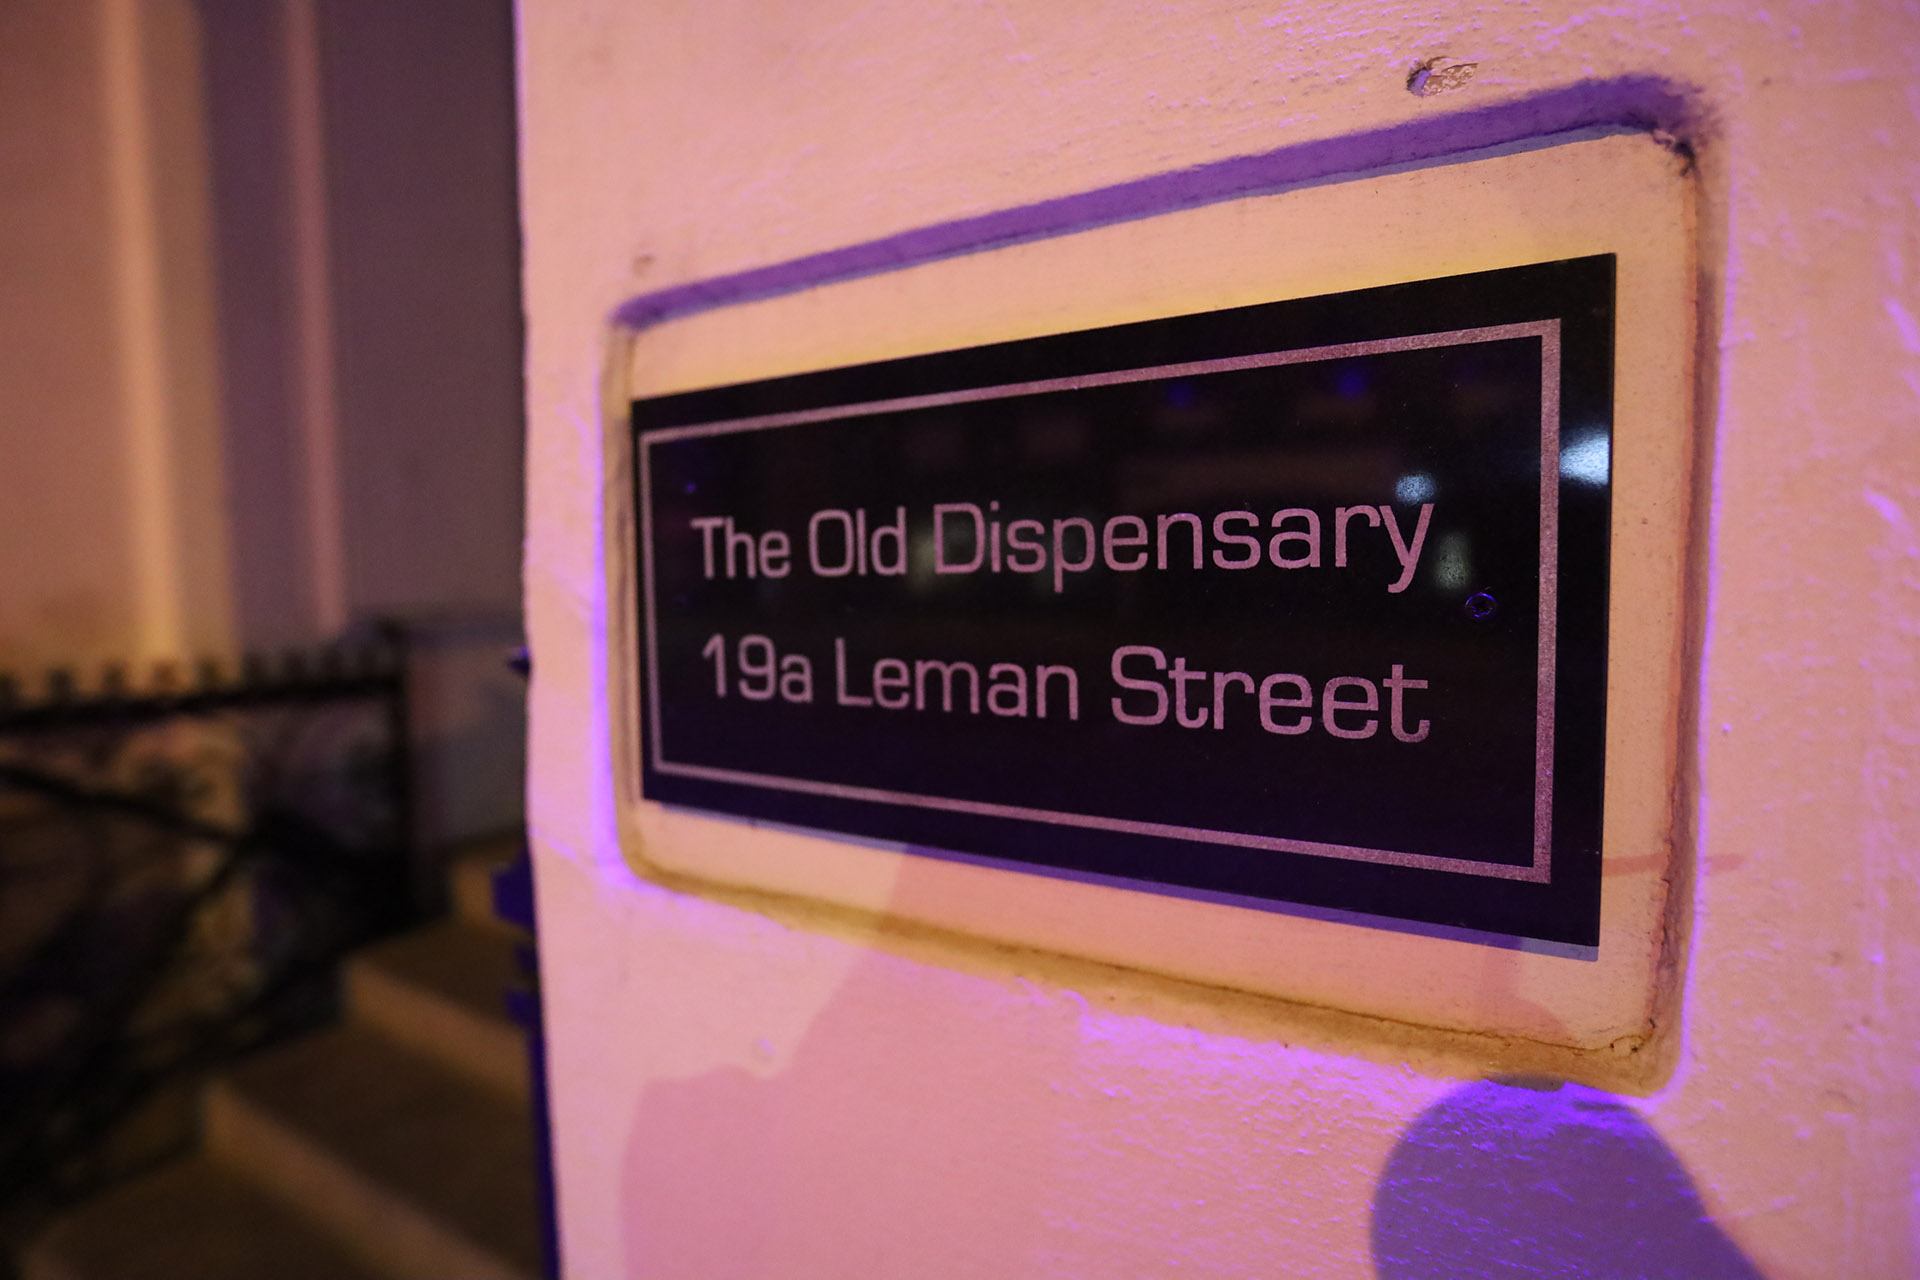 The Old Dispensary
19a Leman Street